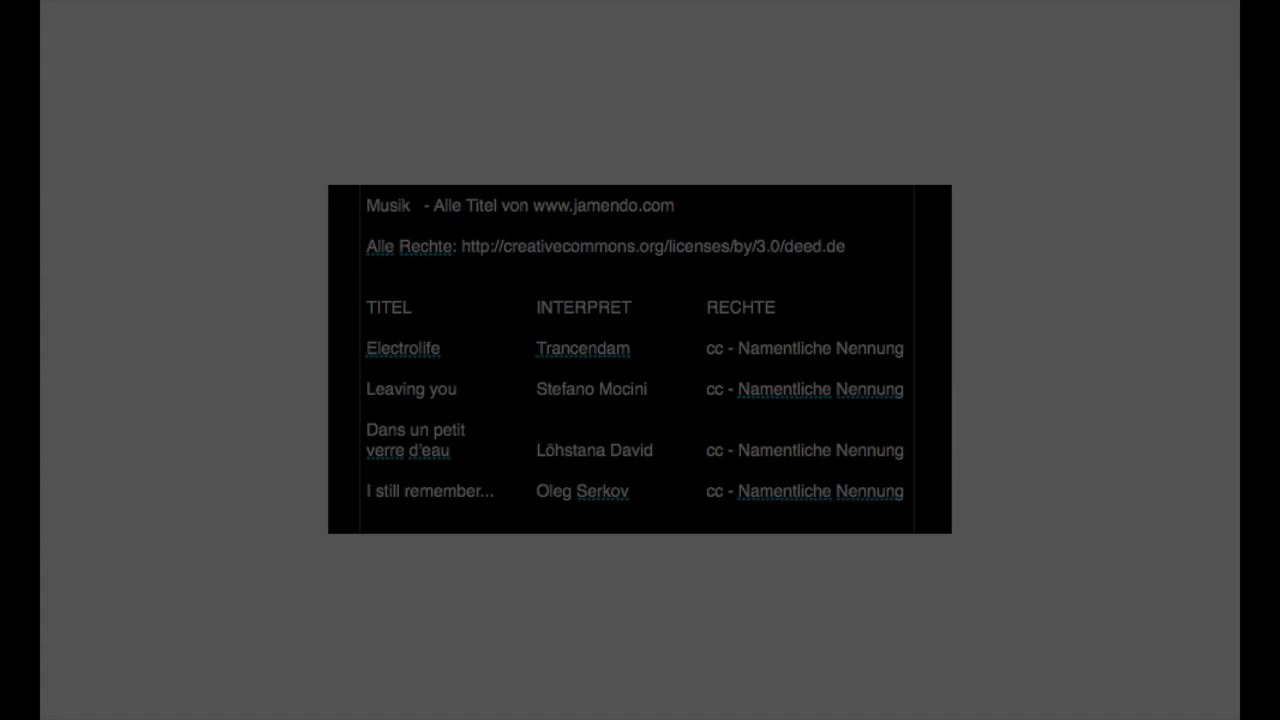 Musik - Alle Titel von www.jamendo.com
Alle Rechte: http://creativecommons.org/licenses/by/3.0/deed.de
TITEL INTERPRET RECHTE
Electrolife Trancendam cc - Namentliche Nennung
Leaving you Stefano Mocini cc - Namentliche Nennung
Dans un petit
verre d'eau Löhstana David cc - Namentliche Nennung
I still remember... Oleg Serkov cc - Namentliche Nennung